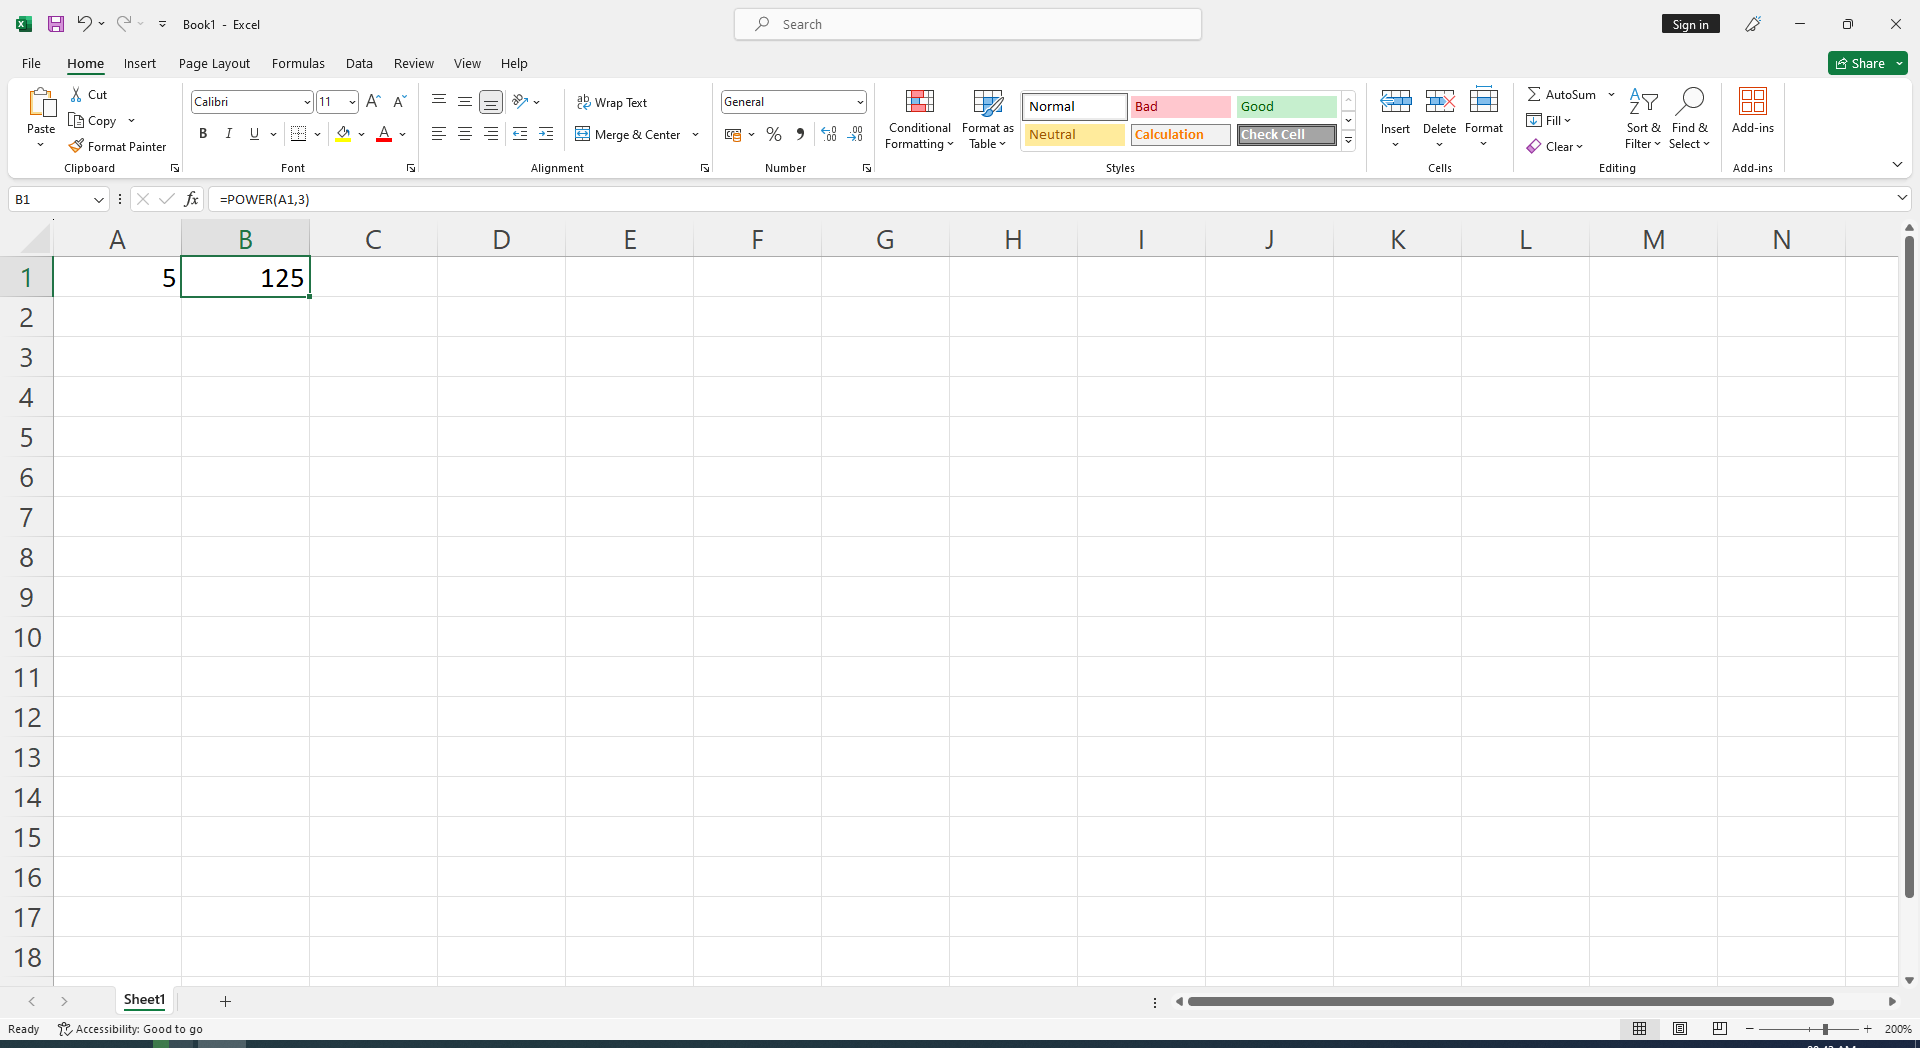 Book1 - Excel
Search
Sign in
File Home Insert Page Layout Formulas Data Review View Help
Share
Paste
Cut
Copy
Format Painter
Clipboard
Calibri 11
B I U
Font
Wrap Text
Merge & Center
Alignment
General
Number
Conditional Formatting
Format as Table
Normal Bad Good
Neutral Calculation Check Cell
Styles
Insert Delete Format
Cells
AutoSum
Fill
Clear
Sort & Filter
Find & Select
Editing
Add-ins
Add-ins
B1 fx =POWER(A1,3)
A B C D E F G H I J K L M N
1 5 125
2
3
4
5
6
7
8
9
10
11
12
13
14
15
16
17
18
Sheet1
Ready Accessibility: Good to go 200%